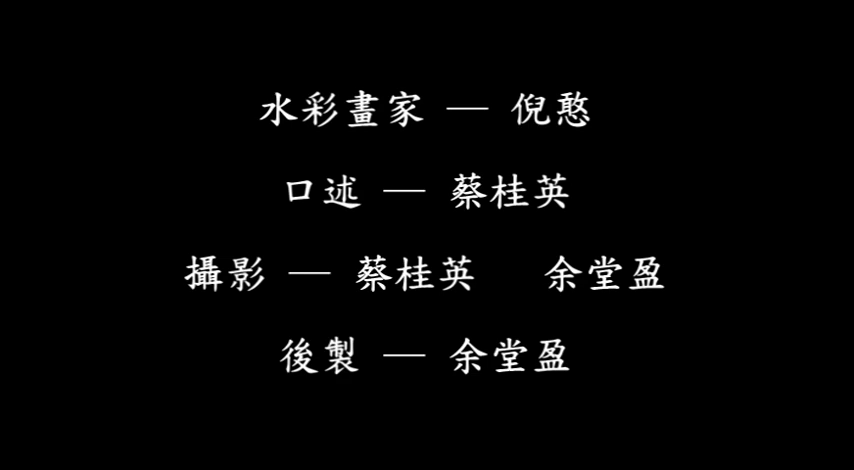 水彩畫家 — 倪憨
口述 — 蔡桂英
攝影 — 蔡桂英 余堂盈
後製 — 余堂盈